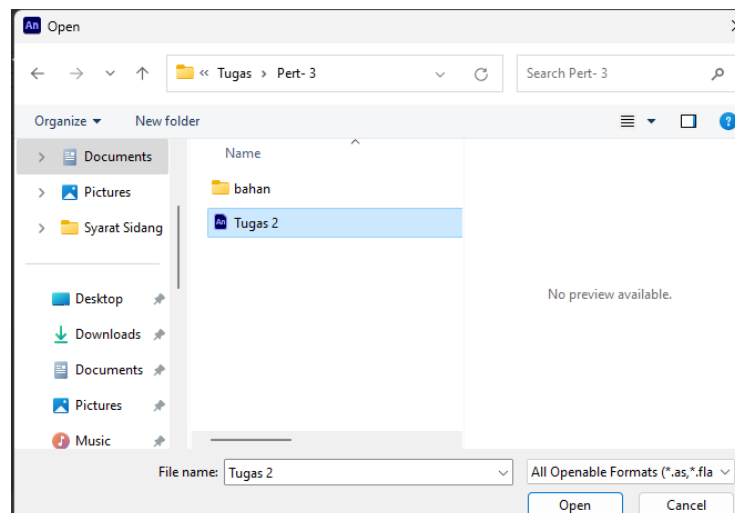 An Open
« Tugas > Pert- 3
Search Pert- 3
Organize
New folder
?
Documents
Pictures
Syarat Sidang
Desktop
Downloads
Documents
Pictures
Music
Name
bahan
An Tugas 2
No preview available.
File name: Tugas 2
All Openable Formats (*.as,*.fla
Open
Cancel